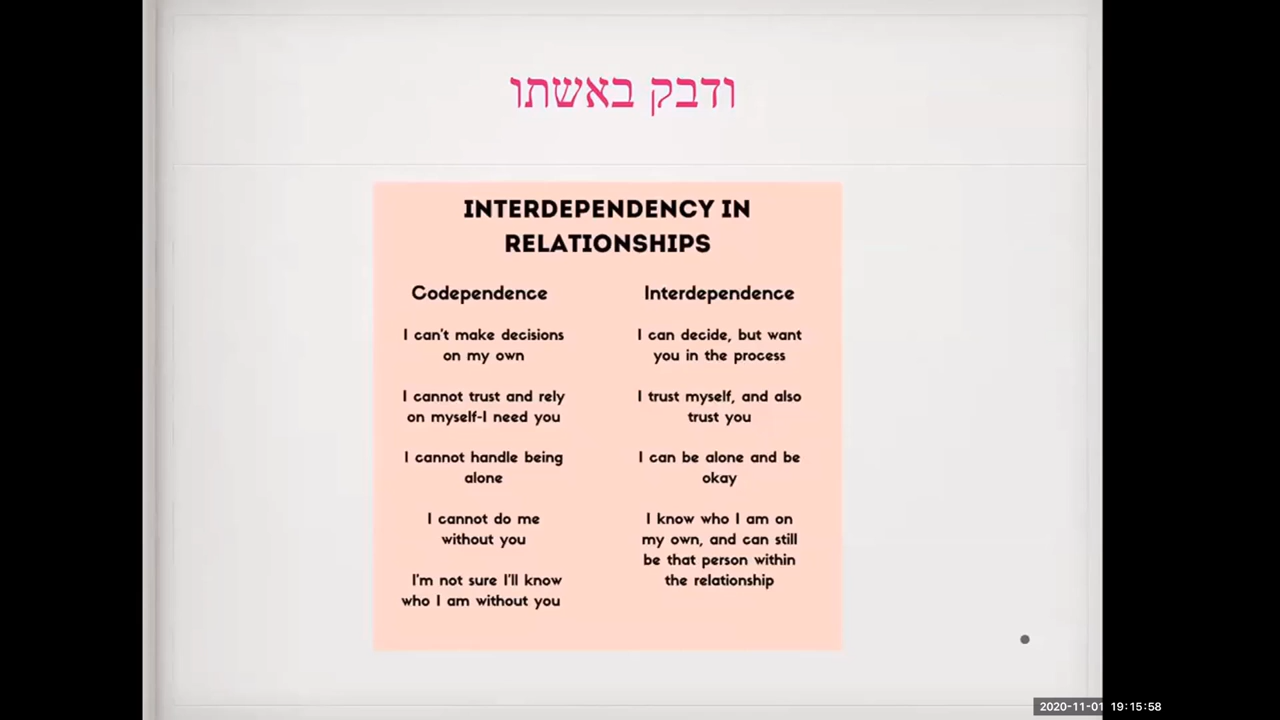 ודבק באשתו
INTERDEPENDENCY IN
RELATIONSHIPS
Codependence
I can't make decisions
on my own
I cannot trust and rely
on myself-I need you
I cannot handle being
alone
I cannot do me
without you
I'm not sure I'll know
who I am without you
Interdependence
I can decide, but want
you in the process
I trust myself, and also
trust you
I can be alone and be
okay
I know who I am on
my own, and can still
be that person within
the relationship
2020-11-01 19:15:58